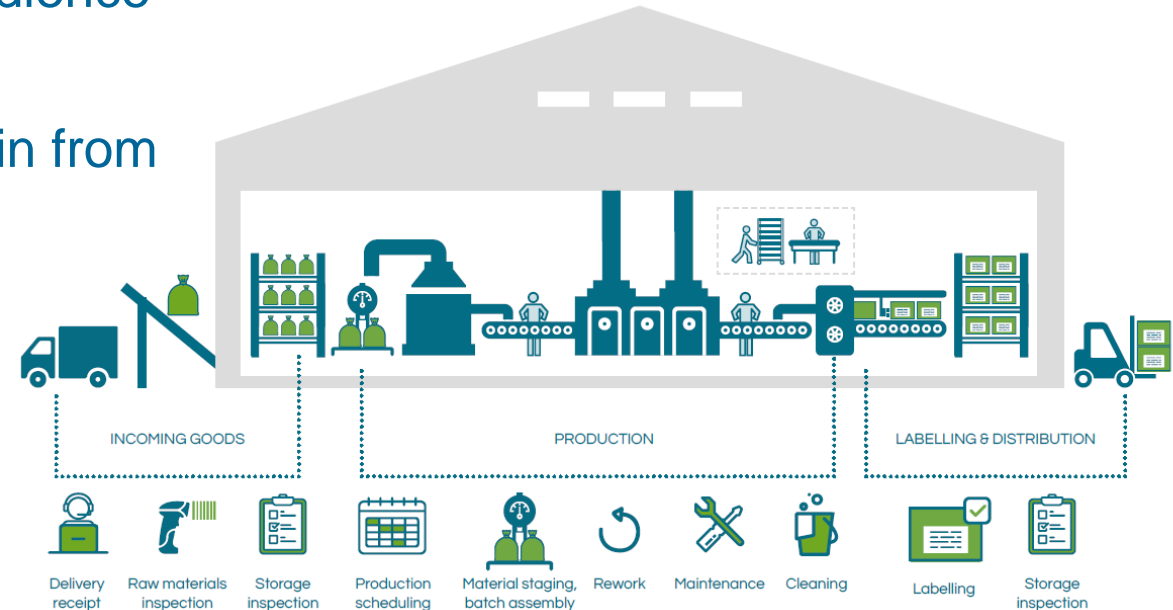 in from
INCOMING GOODS
PRODUCTION
LABELLING & DISTRIBUTION
Delivery
receipt
Raw materials
inspection
Storage
inspection
Production
scheduling
Material staging,
batch assembly
Rework
Maintenance
Cleaning
Labelling
Storage
inspection